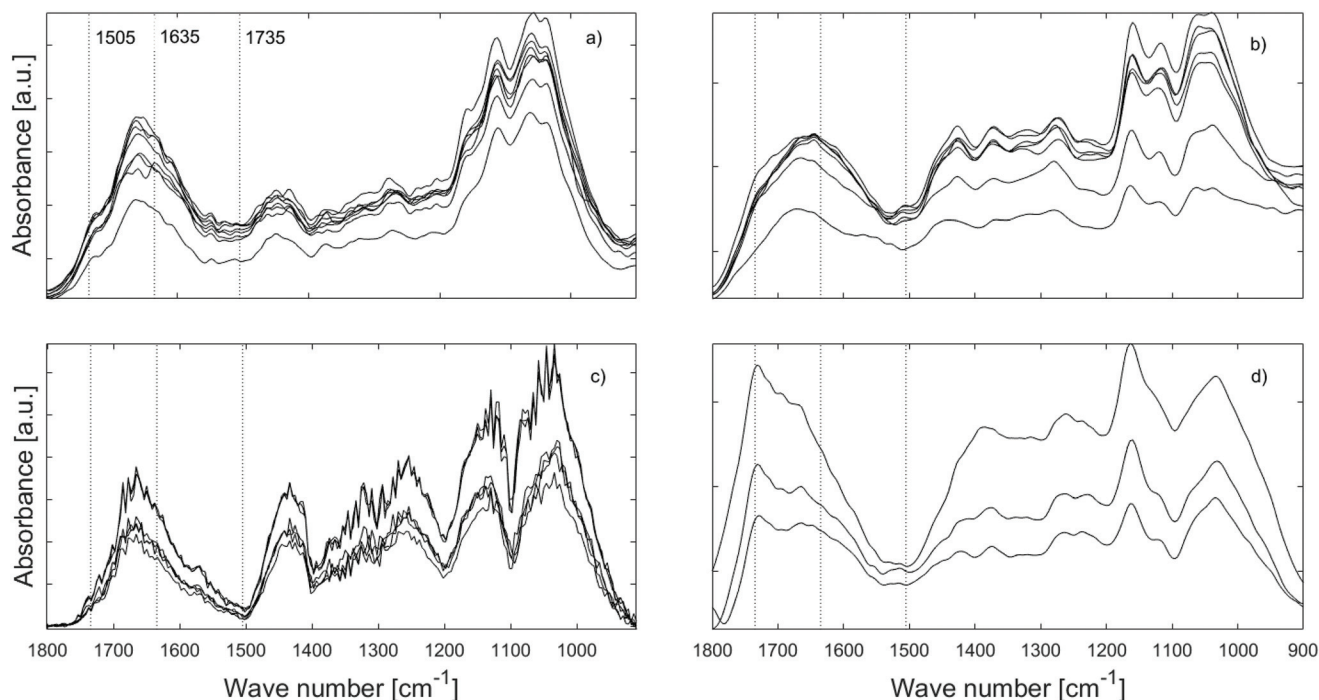 1505 1635 1735 a)
b)
Absorbance [a.u.]
c)
d)
Absorbance [a.u.]
1800 1700 1600 1500 1400 1300 1200 1100 1000
1800 1700 1600 1500 1400 1300 1200 1100 1000 900
Wave number [cm-1]
Wave number [cm-1]